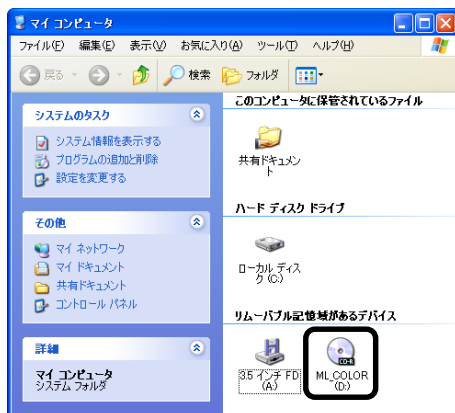 マイ コンピュータ
ファイル(F) 編集(E) 表示(V) お気に入り(A) ツール(T) ヘルプ(H)
戻る 検索 フォルダ
システムのタスク
システム情報を表示する
プログラムの追加と削除
設定を変更する
その他
マイ ネットワーク
マイ ドキュメント
共有ドキュメント
コントロール パネル
詳細
マイ コンピュータ
システム フォルダ
このコンピュータに保管されているファイル
共有ドキュメン
ト
ハード ディスク ドライブ
ローカル ディス
ク (C:)
リムーバブル記憶域があるデバイス
3.5 インチ FD
(A:)
CD-R
ML_COLOR
(D:)